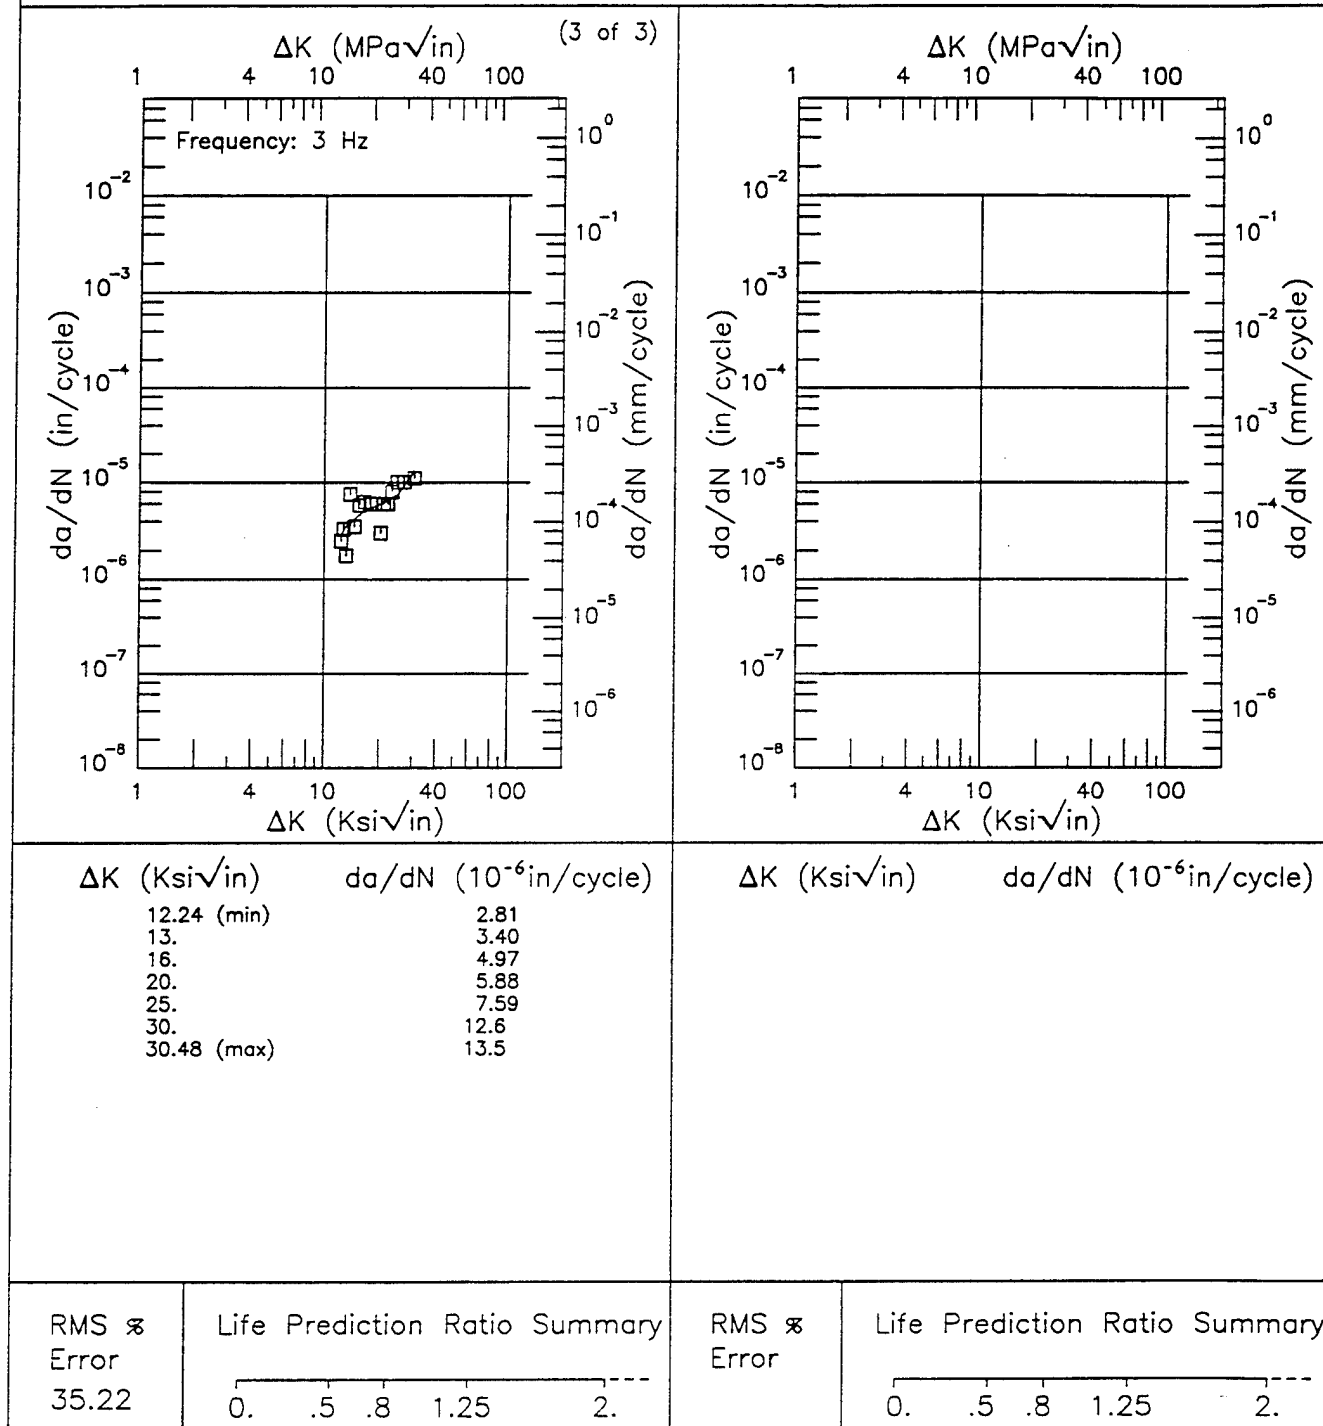 (3 of 3)
ΔK (MPa√in)
1 4 10 40 100
Frequency: 3 Hz
10⁰
10⁻²
10⁻¹
10⁻³
10⁻²
10⁻⁴
10⁻³
10⁻⁵
10⁻⁴
10⁻⁶
10⁻⁵
10⁻⁷
10⁻⁶
10⁻⁸
da/dN (in/cycle)
da/dN (mm/cycle)
1 4 10 40 100
ΔK (Ksi√in)
ΔK (MPa√in)
1 4 10 40 100
10⁰
10⁻²
10⁻¹
10⁻³
10⁻²
10⁻⁴
10⁻³
10⁻⁵
10⁻⁴
10⁻⁶
10⁻⁵
10⁻⁷
10⁻⁶
10⁻⁸
da/dN (in/cycle)
da/dN (mm/cycle)
1 4 10 40 100
ΔK (Ksi√in)
ΔK (Ksi√in) da/dN (10⁻⁶in/cycle)
12.24 (min) 2.81
13. 3.40
16. 4.97
20. 5.88
25. 7.59
30. 12.6
30.48 (max) 13.5
ΔK (Ksi√in) da/dN (10⁻⁶in/cycle)
RMS %
Error
35.22
Life Prediction Ratio Summary
0. .5 .8 1.25 2.
RMS %
Error
Life Prediction Ratio Summary
0. .5 .8 1.25 2.